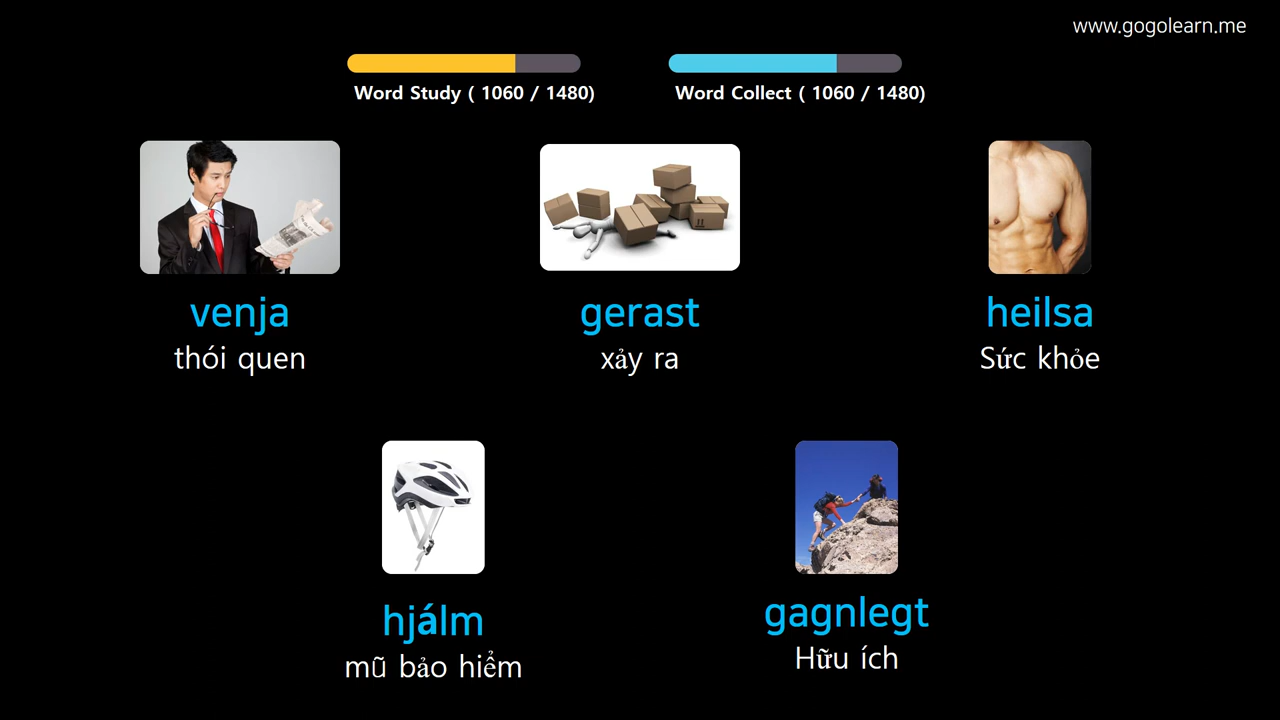 www.gogolearn.me
Word Study ( 1060 / 1480)
Word Collect ( 1060 / 1480)
venja
thói quen
gerast
xảy ra
heilsa
Sức khỏe
hjálm
mũ bảo hiểm
gagnlegt
Hữu ích